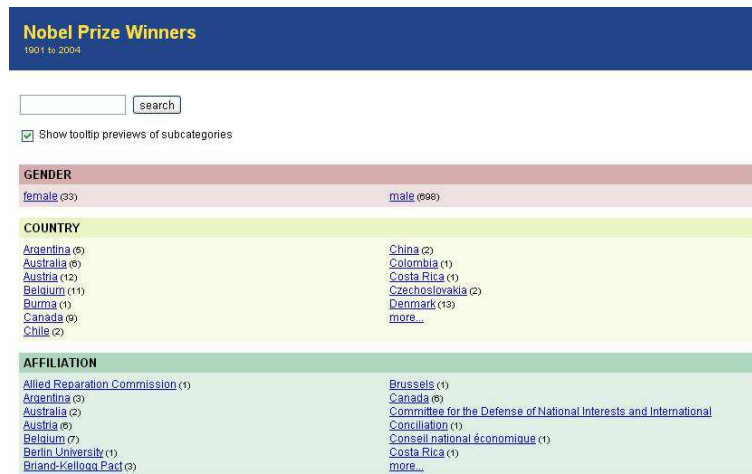 Nobel Prize Winners
1901 to 2004
search
Show tooltip previews of subcategories
GENDER
female (33)
male (698)
COUNTRY
Argentina (5)
Australia (6)
Austria (12)
Belgium (11)
Burma (1)
Canada (9)
Chile (2)
China (2)
Colombia (1)
Costa Rica (1)
Czechoslovakia (2)
Denmark (13)
more...
AFFILIATION
Allied Reparation Commission (1)
Argentina (3)
Australia (2)
Austria (6)
Belgium (7)
Berlin University (1)
Briand-Kellogg Pact (3)
Brussels (1)
Canada (6)
Committee for the Defense of National Interests and International
Conciliation (1)
Conseil national économique (1)
Costa Rica (1)
more...